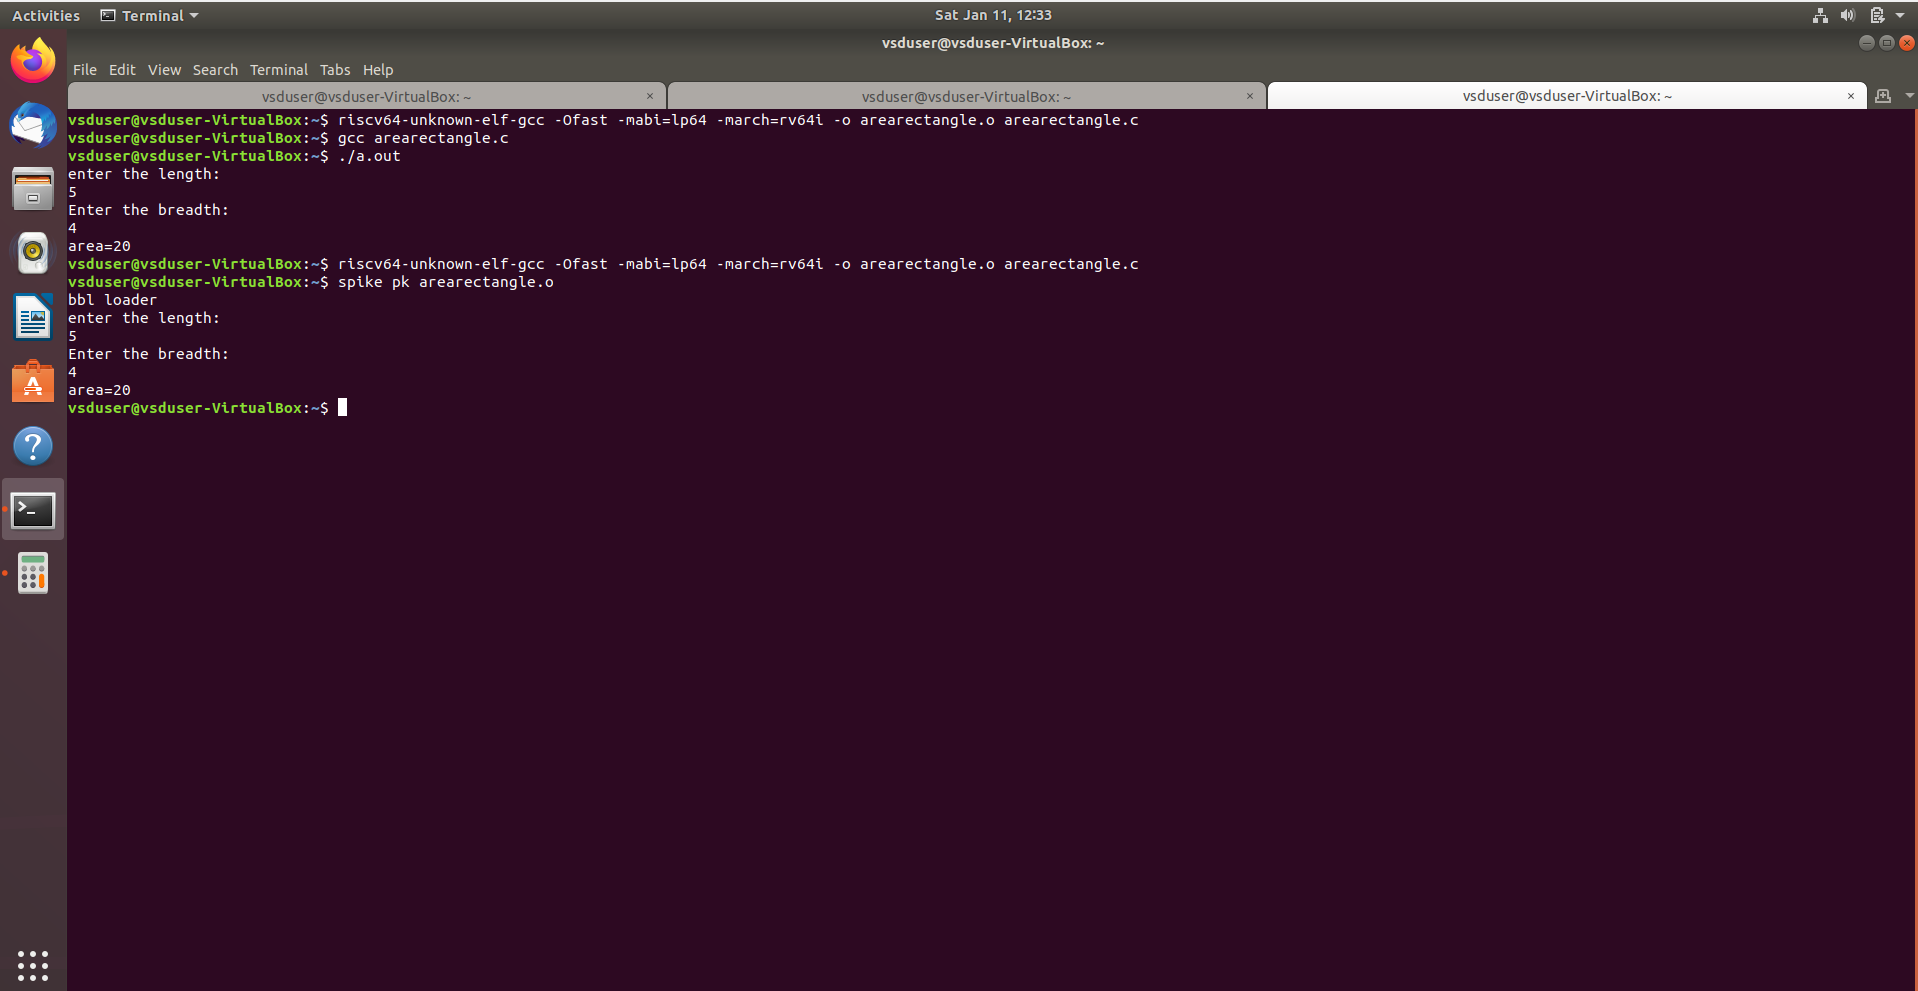 Activities Terminal Sat Jan 11, 12:33
vsduser@vsduser-VirtualBox: ~
File Edit View Search Terminal Tabs Help
vsduser@vsduser-VirtualBox: ~ × vsduser@vsduser-VirtualBox: ~ × vsduser@vsduser-VirtualBox: ~ ×
vsduser@vsduser-VirtualBox:~$ riscv64-unknown-elf-gcc -Ofast -mabi=lp64 -march=rv64i -o arearectangle.o arearectangle.c
vsduser@vsduser-VirtualBox:~$ gcc arearectangle.c
vsduser@vsduser-VirtualBox:~$ ./a.out
enter the length:
5
Enter the breadth:
4
area=20
vsduser@vsduser-VirtualBox:~$ riscv64-unknown-elf-gcc -Ofast -mabi=lp64 -march=rv64i -o arearectangle.o arearectangle.c
vsduser@vsduser-VirtualBox:~$ spike pk arearectangle.o
bbl loader
enter the length:
5
Enter the breadth:
4
area=20
vsduser@vsduser-VirtualBox:~$